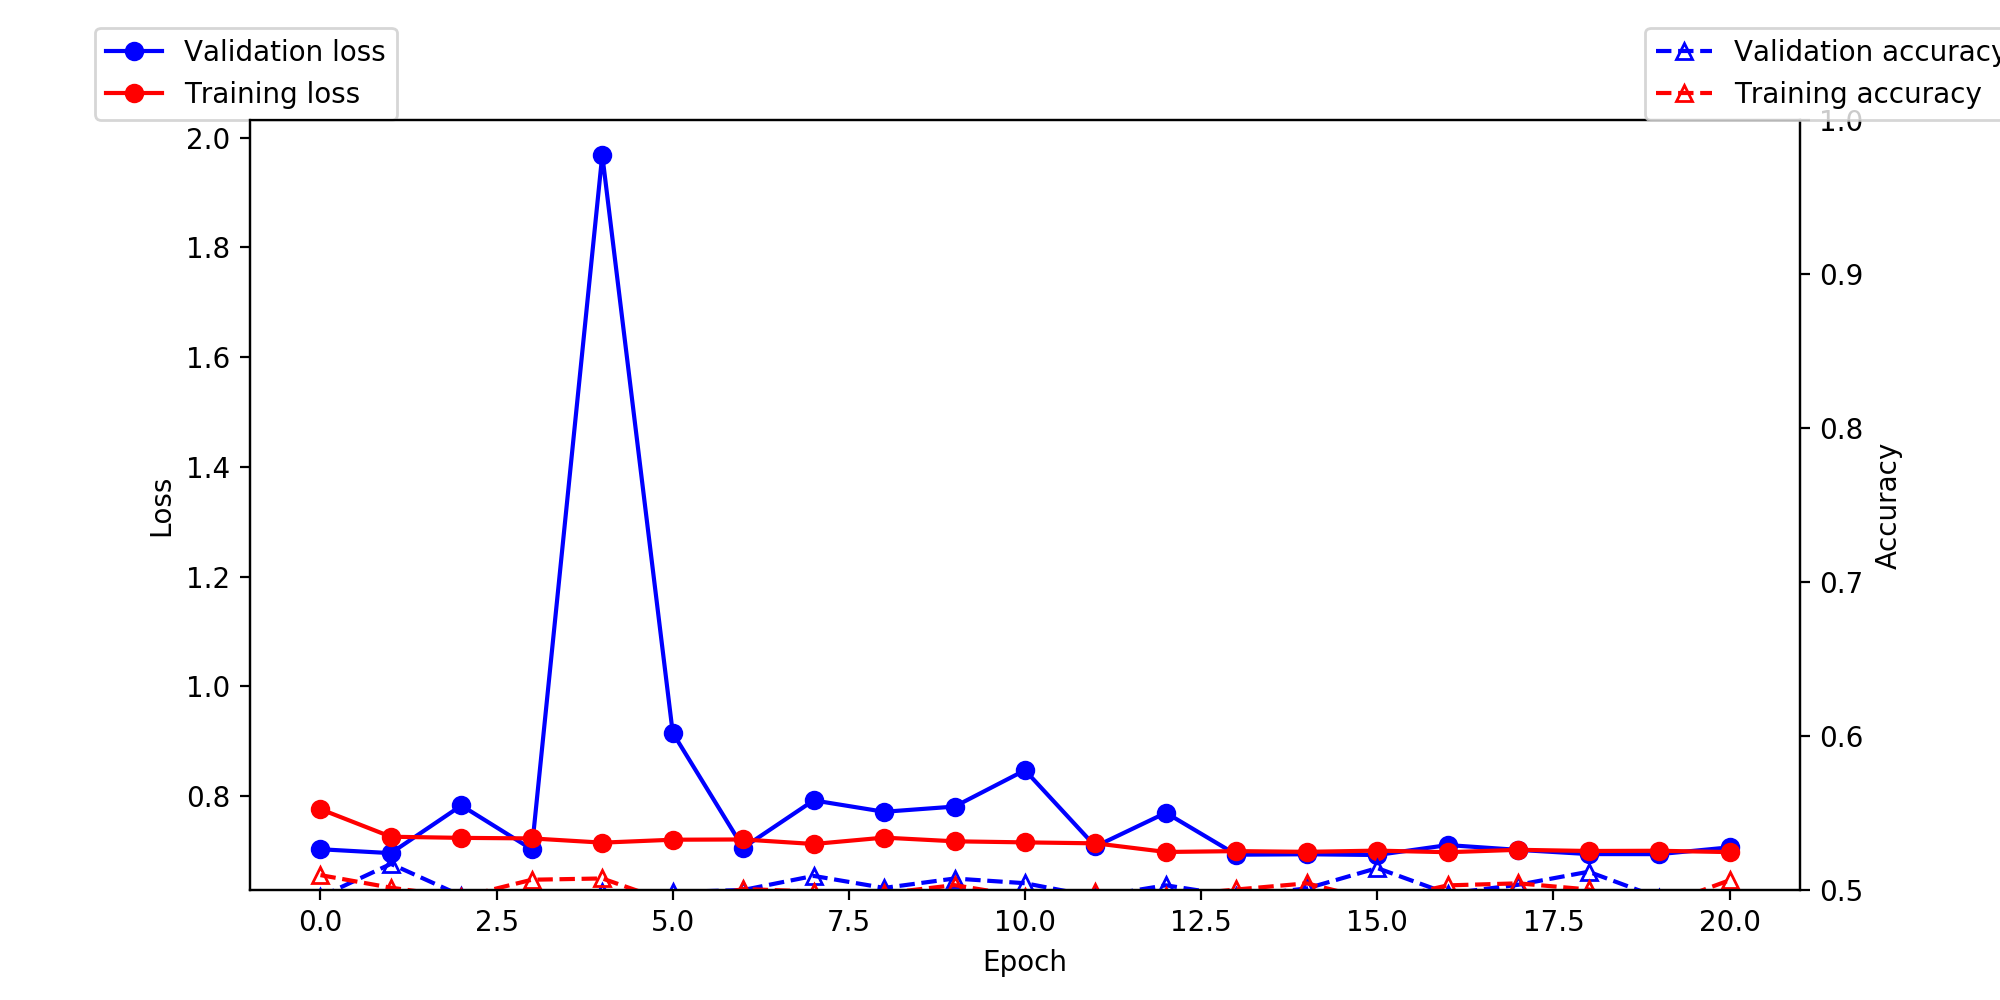 Validation loss
Training loss
Validation accuracy
Training accuracy
2.0
1.8
1.6
1.4
1.2
1.0
0.8
Loss
1.0
0.9
0.8
0.7
0.6
0.5
Accuracy
0.0 2.5 5.0 7.5 10.0 12.5 15.0 17.5 20.0
Epoch